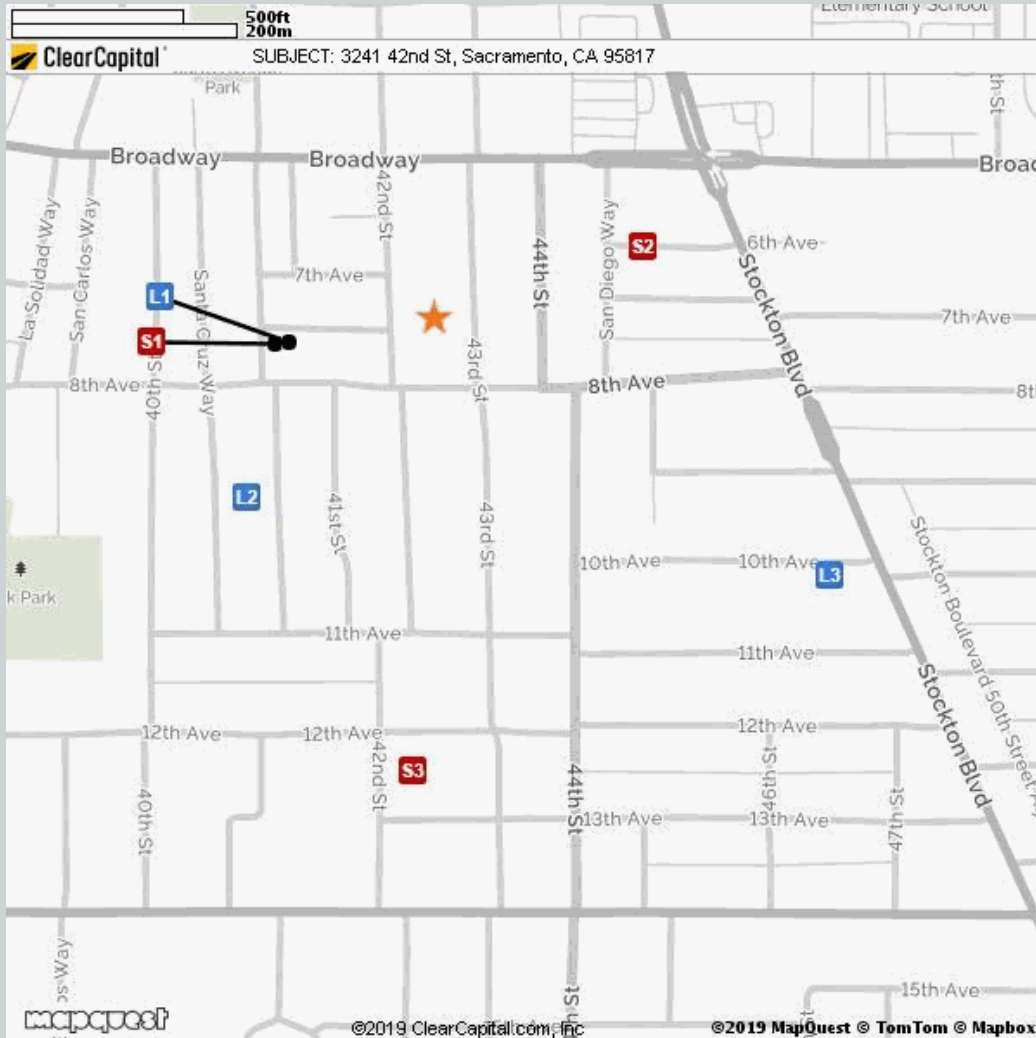 500ft
200m
Elementary School
ClearCapital
SUBJECT: 3241 42nd St, Sacramento, CA 95817
Park
Broadway
Broadway
42nd St
La Soldad Way
San Carlos Way
Santa Cruz Way
44th St
San Diego Way
S2
6th Ave
7th Ave
L1
S1
7th Ave
Stockton Blvd
43rd St
8th Ave
8th Ave
40th St
L2
41st St
43rd St
10th Ave
10th Ave
L3
k Park
11th Ave
11th Ave
Stockton Boulevard
50th Street
Stockton Blvd
12th Ave
12th Ave
12th Ave
42nd St
S3
44th St
40th St
13th Ave
13th Ave
47th St
15th Ave
mapquest
©2019 ClearCapital.com, Inc
©2019 MapQuest © TomTom © Mapbox